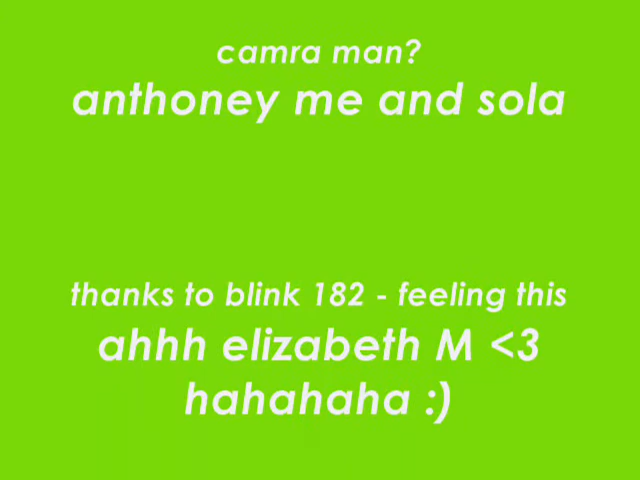 camra man?
anthoney me and sola
thanks to blink 182 - feeling this
ahhh elizabeth M <3
hahahaha :)